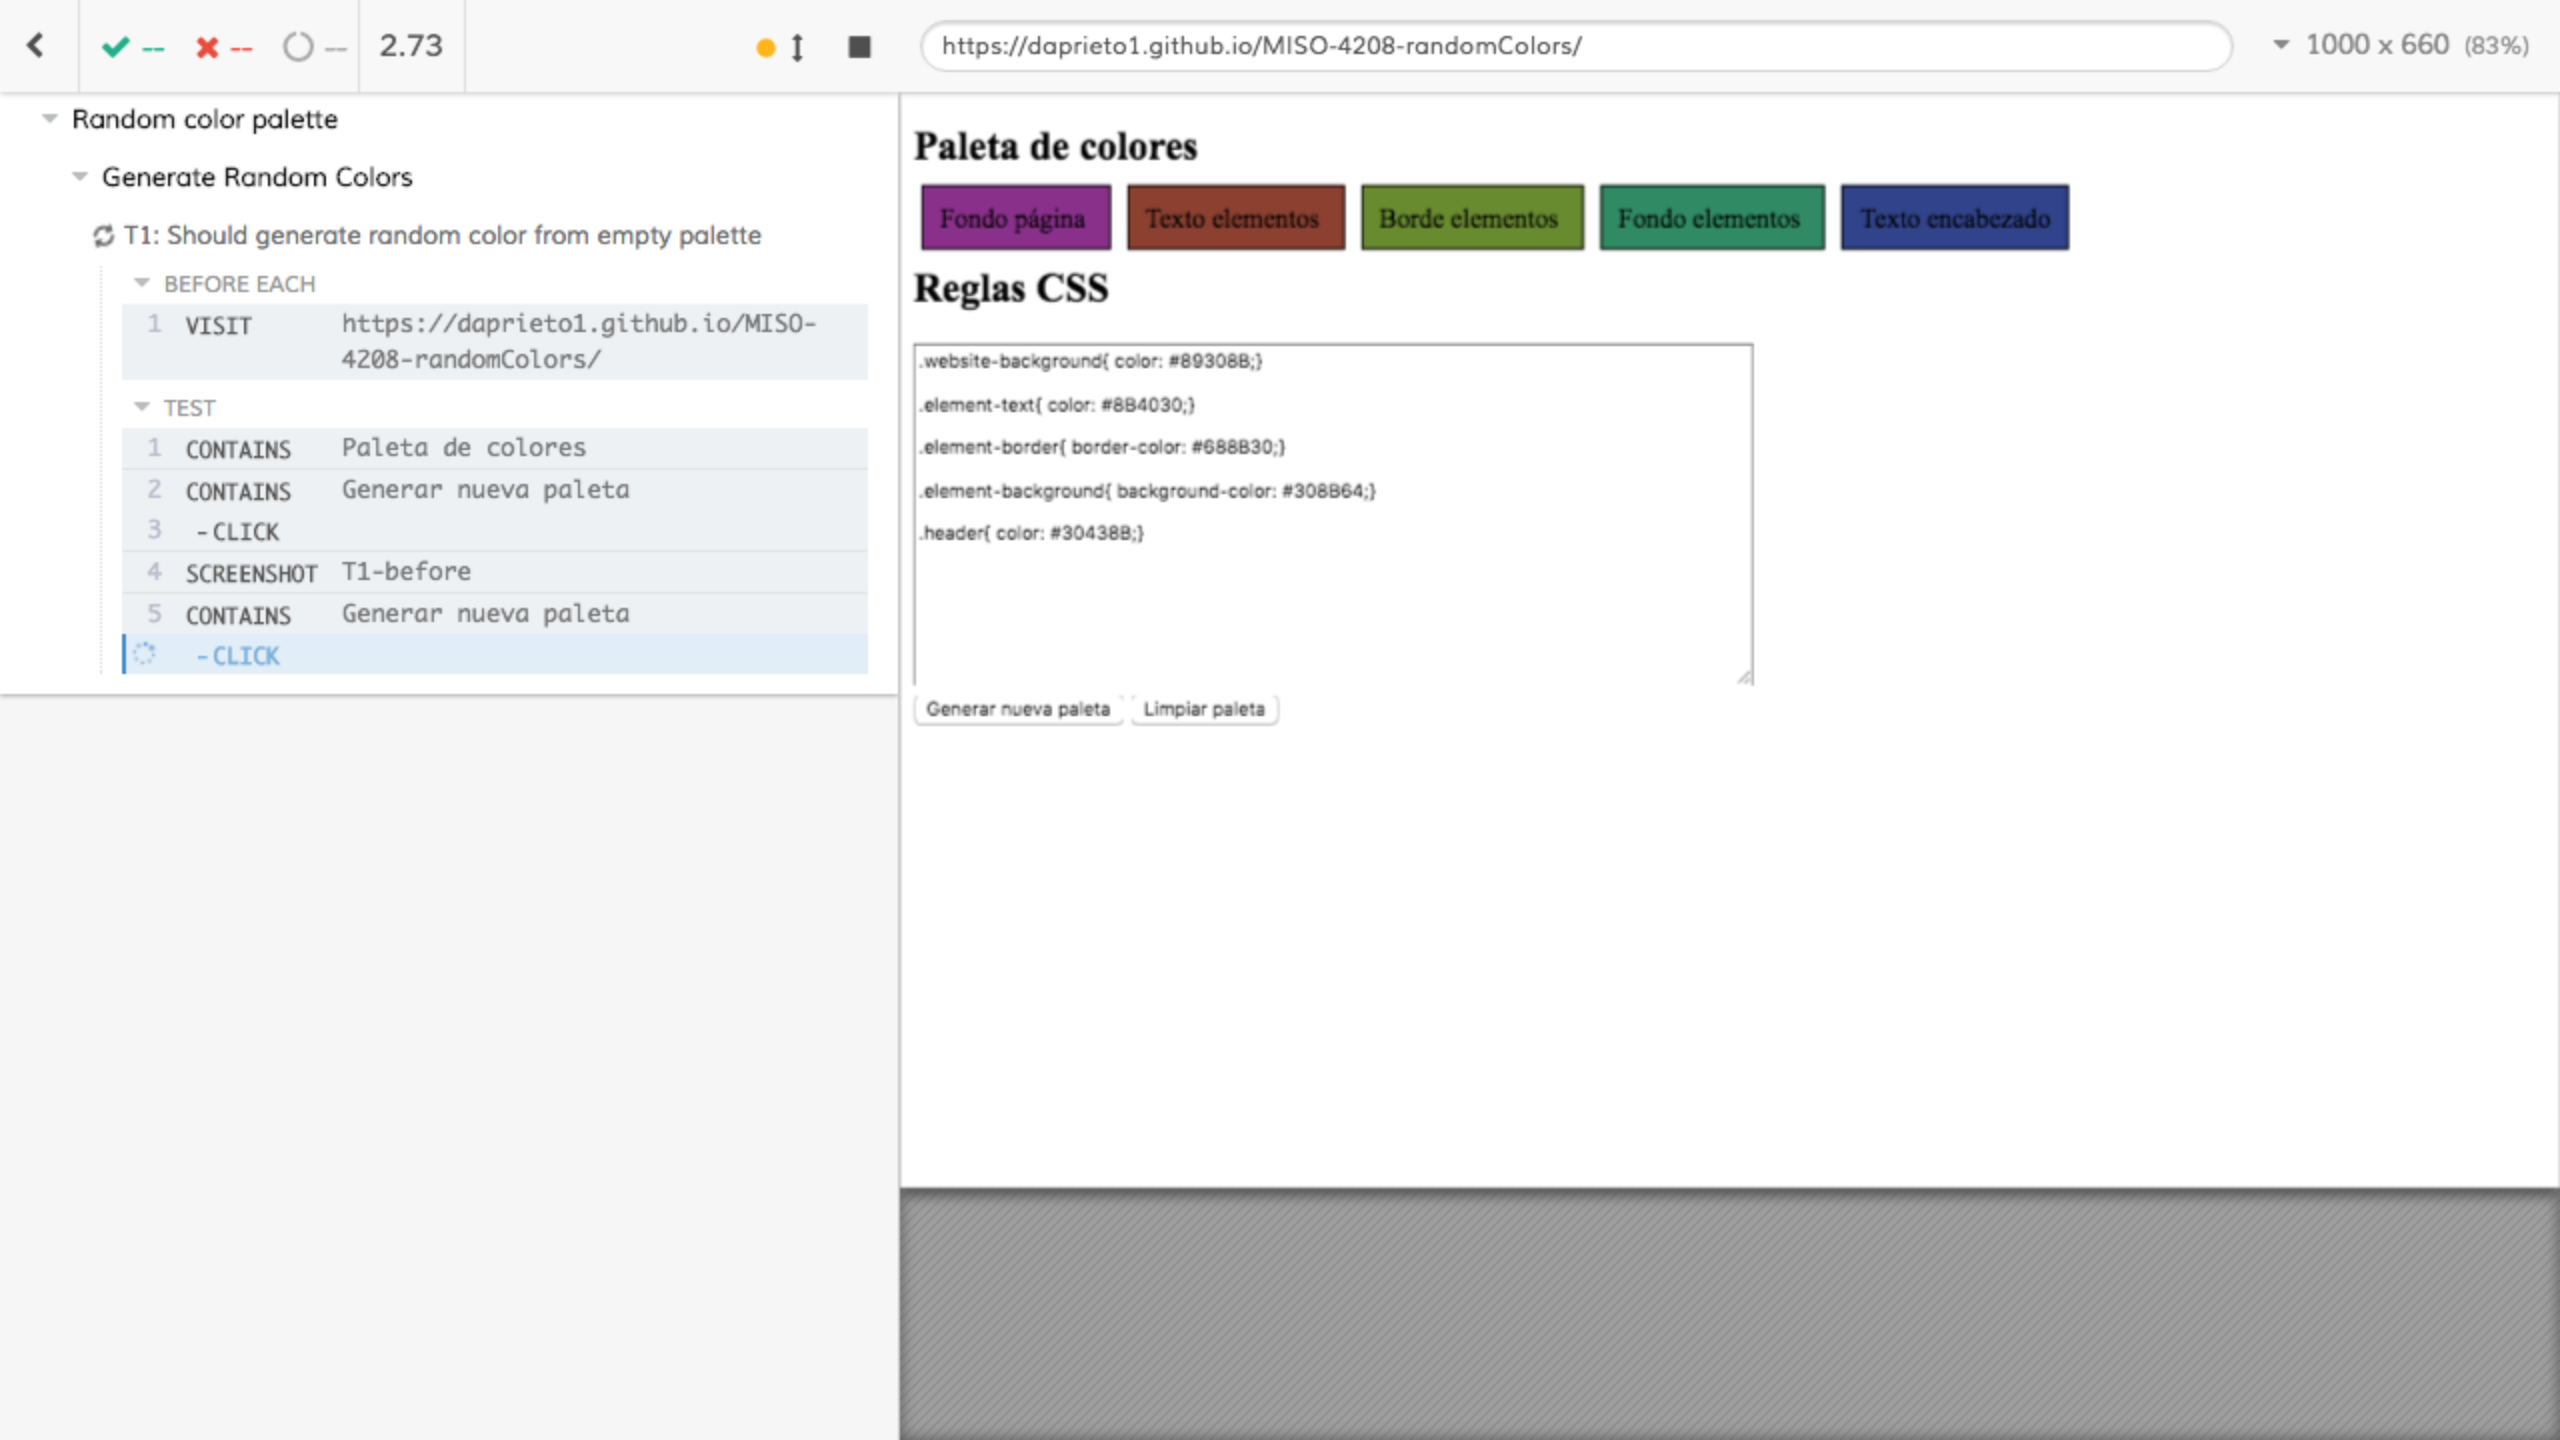 -- -- -- 2.73 https://daprieto1.github.io/MISO-4208-randomColors/ 1000 x 660 (83%)
Random color palette
Generate Random Colors
T1: Should generate random color from empty palette
BEFORE EACH
1 VISIT https://daprieto1.github.io/MISO-
4208-randomColors/
TEST
1 CONTAINS Paleta de colores
2 CONTAINS Generar nueva paleta
3 -CLICK
4 SCREENSHOT T1-before
5 CONTAINS Generar nueva paleta
-CLICK
Paleta de colores
Fondo página Texto elementos Borde elementos Fondo elementos Texto encabezado
Reglas CSS
.website-background{ color: #89308B;}
.element-text{ color: #8B4030;}
.element-border{ border-color: #688B30;}
.element-background{ background-color: #308B64;}
.header{ color: #30438B;}
Generar nueva paleta Limpiar paleta